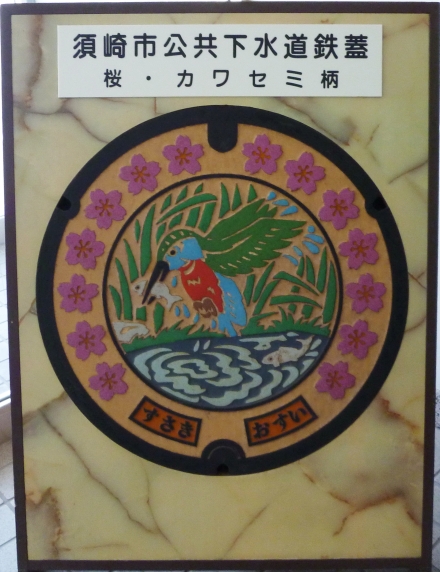 須崎市公共下水道鉄蓋
桜・カワセミ柄
すさき
おすい